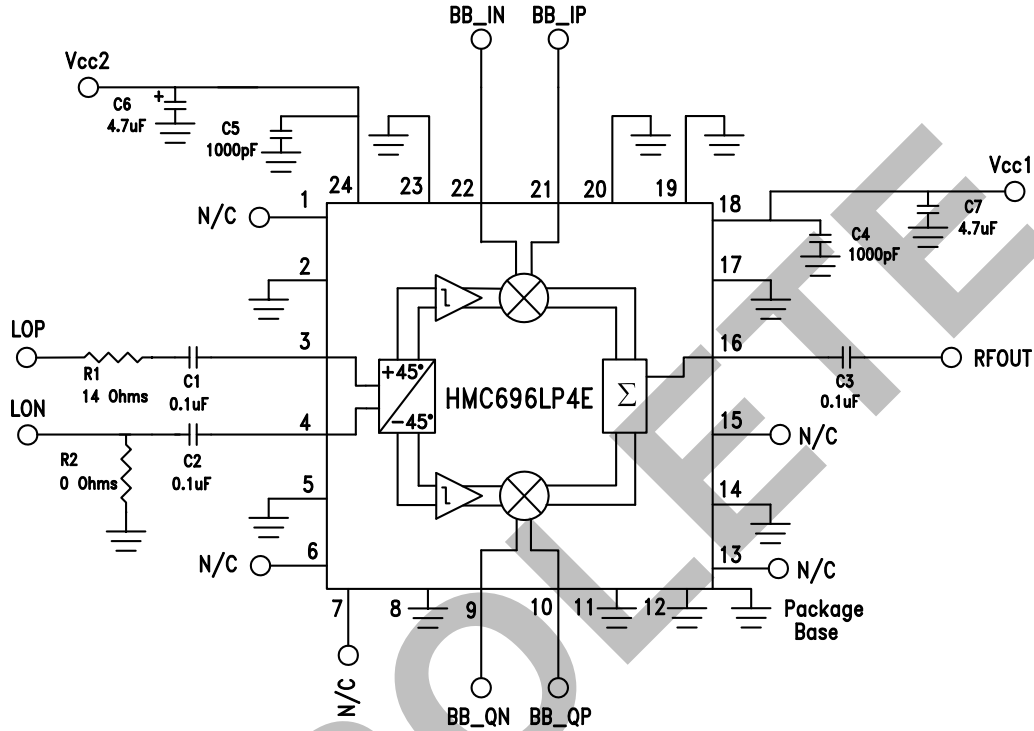 BB_IN BB_IP
Vcc2
C6
+
4.7uF
C5
1000pF
24 23 22 21 20 19
Vcc1
C7
4.7uF
C4
1000pF
N/C 1
18
2
17
LOP
3
R1
14 Ohms
C1
0.1uF
16
C3
0.1uF
RFOUT
+45°
-45°
HMC696LP4E
Σ
LON
4
R2
0 Ohms
C2
0.1uF
15
N/C
5
14
N/C 6
13
N/C
7 8 9 10 11 12
Package
Base
N/C
BB_QN BB_QP
1
1
OBSOLETE